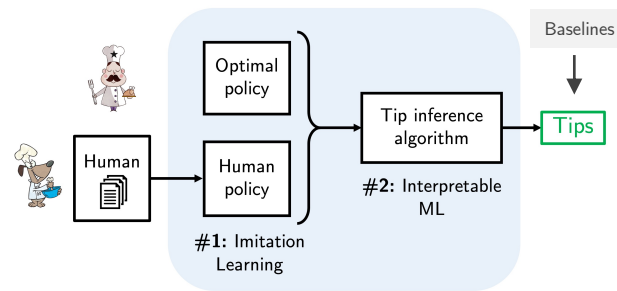 Baselines
Optimal
policy
Tip inference
algorithm
Tips
Human
Human
policy
#2: Interpretable
ML
#1: Imitation
Learning